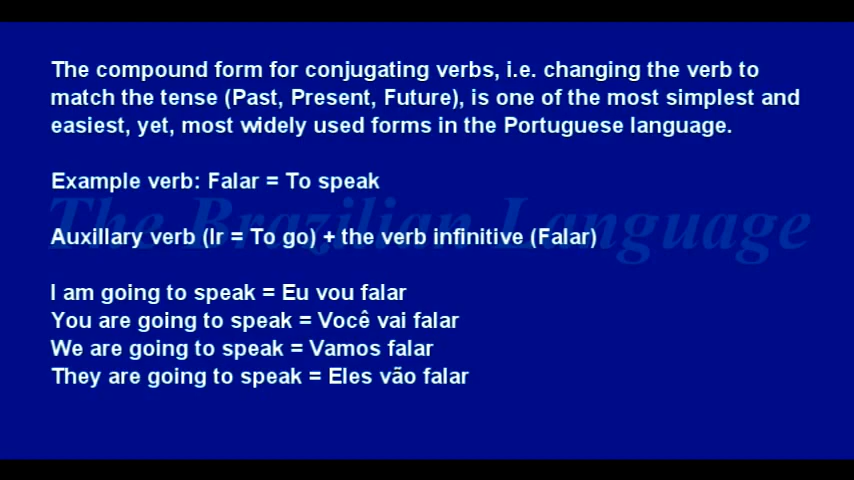 The compound form for conjugating verbs, i.e. changing the verb to
match the tense (Past, Present, Future), is one of the most simplest and
easiest, yet, most widely used forms in the Portuguese language.
Example verb: Falar = To speak
The Brazilian Language
Auxillary verb (Ir = To go) + the verb infinitive (Falar)
I am going to speak = Eu vou falar
You are going to speak = Você vai falar
We are going to speak = Vamos falar
They are going to speak = Eles vão falar